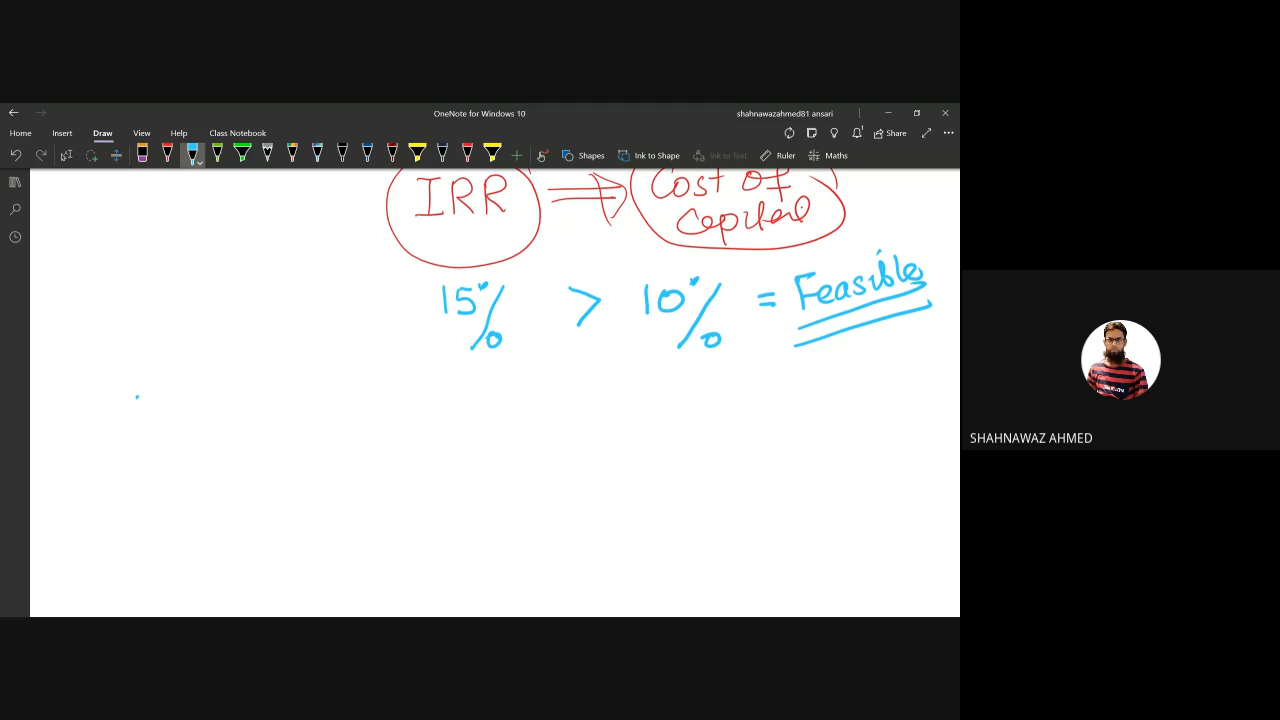 OneNote for Windows 10
shahnawazahmed81 ansari
Home Insert Draw View Help Class Notebook
Share
Shapes Ink to Shape Ink to Text Ruler Maths
IRR ⇒ Cost of
Capital
15% > 10% = Feasible
SHAHNAWAZ AHMED